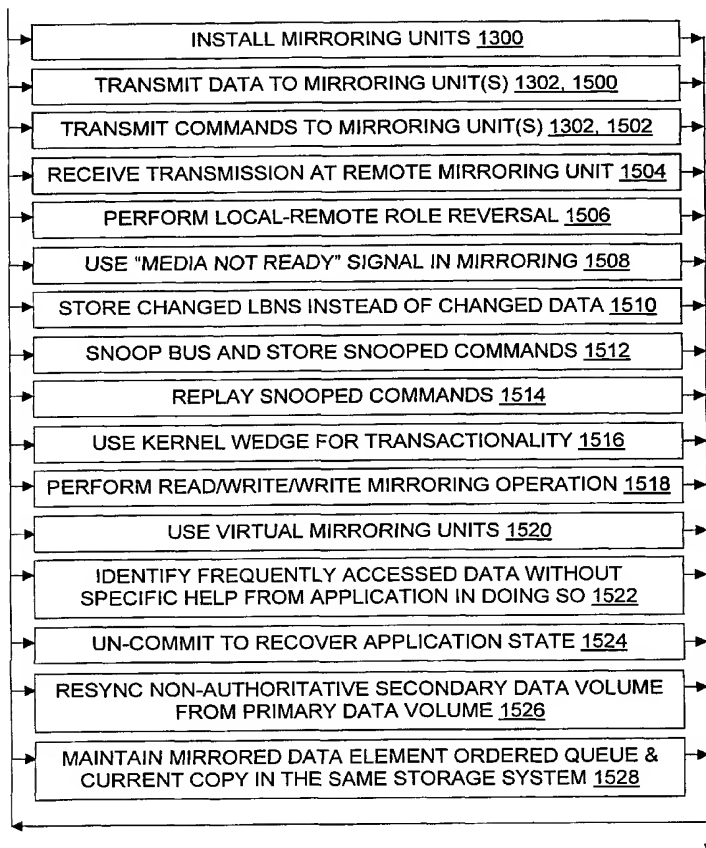 INSTALL MIRRORING UNITS 1300
TRANSMIT DATA TO MIRRORING UNIT(S) 1302, 1500
TRANSMIT COMMANDS TO MIRRORING UNIT(S) 1302, 1502
RECEIVE TRANSMISSION AT REMOTE MIRRORING UNIT 1504
PERFORM LOCAL-REMOTE ROLE REVERSAL 1506
USE "MEDIA NOT READY" SIGNAL IN MIRRORING 1508
STORE CHANGED LBNS INSTEAD OF CHANGED DATA 1510
SNOOP BUS AND STORE SNOOPED COMMANDS 1512
REPLAY SNOOPED COMMANDS 1514
USE KERNEL WEDGE FOR TRANSACTIONALITY 1516
PERFORM READ/WRITE/WRITE MIRRORING OPERATION 1518
USE VIRTUAL MIRRORING UNITS 1520
IDENTIFY FREQUENTLY ACCESSED DATA WITHOUT
SPECIFIC HELP FROM APPLICATION IN DOING SO 1522
UN-COMMIT TO RECOVER APPLICATION STATE 1524
RESYNC NON-AUTHORITATIVE SECONDARY DATA VOLUME
FROM PRIMARY DATA VOLUME 1526
MAINTAIN MIRRORED DATA ELEMENT ORDERED QUEUE &
CURRENT COPY IN THE SAME STORAGE SYSTEM 1528